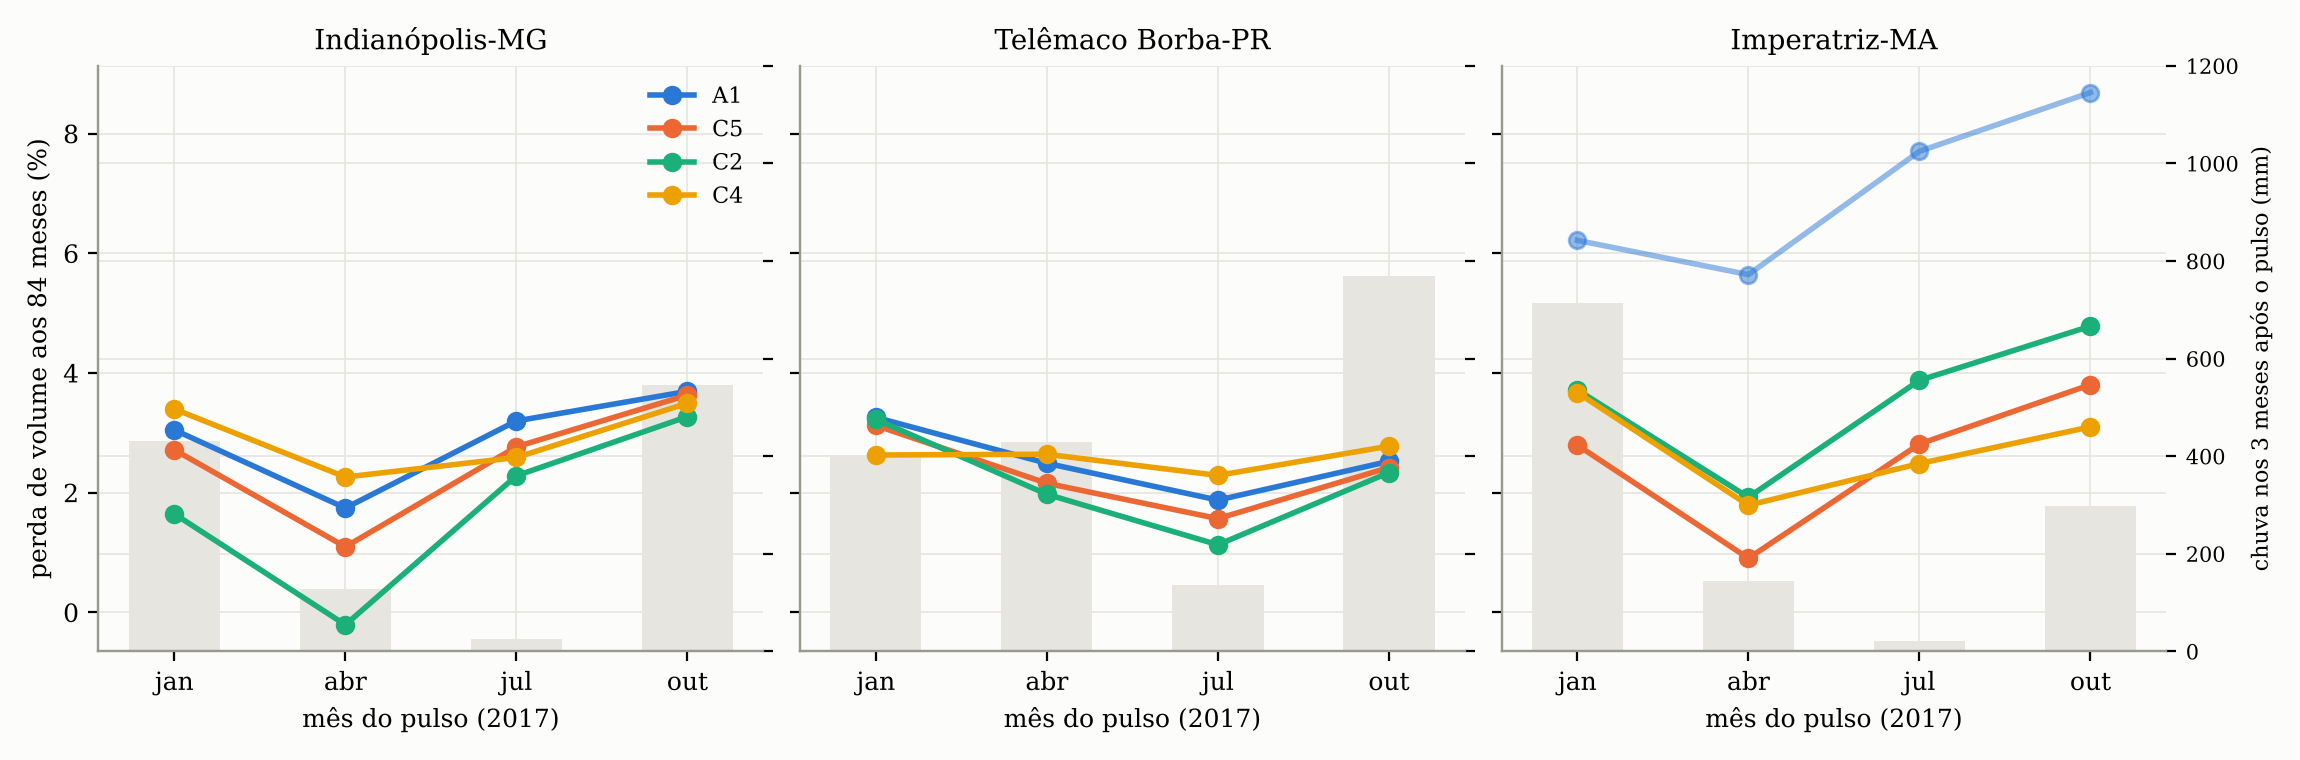 Indianópolis-MG
Telêmaco Borba-PR
Imperatriz-MA
perda de volume aos 84 meses (%)
8
6
4
2
0
A1
C5
C2
C4
1200
1000
800
600
400
200
0
chuva nos 3 meses após o pulso (mm)
jan abr jul out
jan abr jul out
jan abr jul out
mês do pulso (2017)
mês do pulso (2017)
mês do pulso (2017)